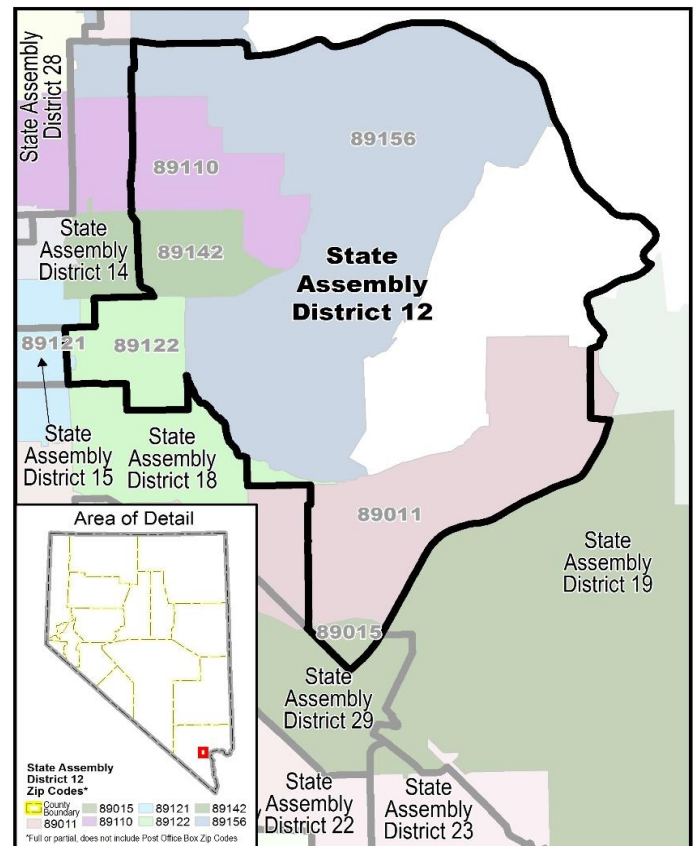 State Assembly
District 28
89156
89110
State
Assembly
District 14
89142
State
Assembly
District 12
89121
89122
State
Assembly
District 15
State
Assembly
District 18
89011
State
Assembly
District 19
89015
State
Assembly
District 29
State
Assembly
District 22
State
Assembly
District 23
Area of Detail
State Assembly
District 12
Zip Codes*
County
Boundary
89015
89121
89142
89011
89110
89122
89156
*Full or partial, does not include Post Office Box Zip Codes